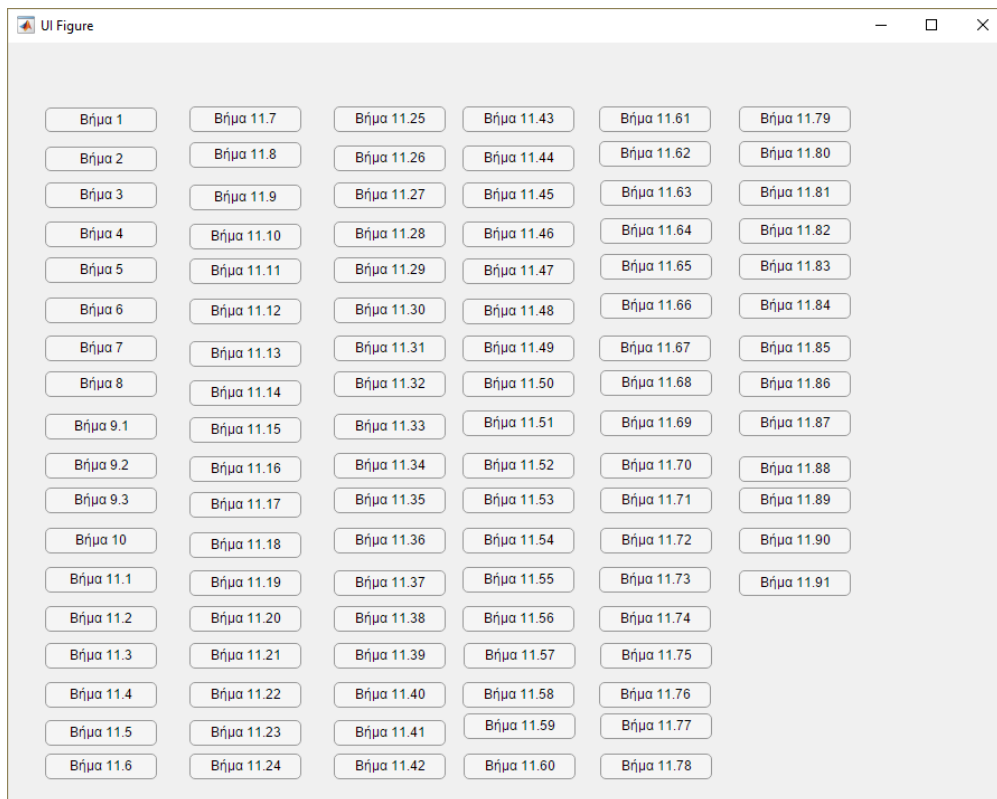 UI Figure
Βήμα 1
Βήμα 2
Βήμα 3
Βήμα 4
Βήμα 5
Βήμα 6
Βήμα 7
Βήμα 8
Βήμα 9.1
Βήμα 9.2
Βήμα 9.3
Βήμα 10
Βήμα 11.1
Βήμα 11.2
Βήμα 11.3
Βήμα 11.4
Βήμα 11.5
Βήμα 11.6
Βήμα 11.7
Βήμα 11.8
Βήμα 11.9
Βήμα 11.10
Βήμα 11.11
Βήμα 11.12
Βήμα 11.13
Βήμα 11.14
Βήμα 11.15
Βήμα 11.16
Βήμα 11.17
Βήμα 11.18
Βήμα 11.19
Βήμα 11.20
Βήμα 11.21
Βήμα 11.22
Βήμα 11.23
Βήμα 11.24
Βήμα 11.25
Βήμα 11.26
Βήμα 11.27
Βήμα 11.28
Βήμα 11.29
Βήμα 11.30
Βήμα 11.31
Βήμα 11.32
Βήμα 11.33
Βήμα 11.34
Βήμα 11.35
Βήμα 11.36
Βήμα 11.37
Βήμα 11.38
Βήμα 11.39
Βήμα 11.40
Βήμα 11.41
Βήμα 11.42
Βήμα 11.43
Βήμα 11.44
Βήμα 11.45
Βήμα 11.46
Βήμα 11.47
Βήμα 11.48
Βήμα 11.49
Βήμα 11.50
Βήμα 11.51
Βήμα 11.52
Βήμα 11.53
Βήμα 11.54
Βήμα 11.55
Βήμα 11.56
Βήμα 11.57
Βήμα 11.58
Βήμα 11.59
Βήμα 11.60
Βήμα 11.61
Βήμα 11.62
Βήμα 11.63
Βήμα 11.64
Βήμα 11.65
Βήμα 11.66
Βήμα 11.67
Βήμα 11.68
Βήμα 11.69
Βήμα 11.70
Βήμα 11.71
Βήμα 11.72
Βήμα 11.73
Βήμα 11.74
Βήμα 11.75
Βήμα 11.76
Βήμα 11.77
Βήμα 11.78
Βήμα 11.79
Βήμα 11.80
Βήμα 11.81
Βήμα 11.82
Βήμα 11.83
Βήμα 11.84
Βήμα 11.85
Βήμα 11.86
Βήμα 11.87
Βήμα 11.88
Βήμα 11.89
Βήμα 11.90
Βήμα 11.91